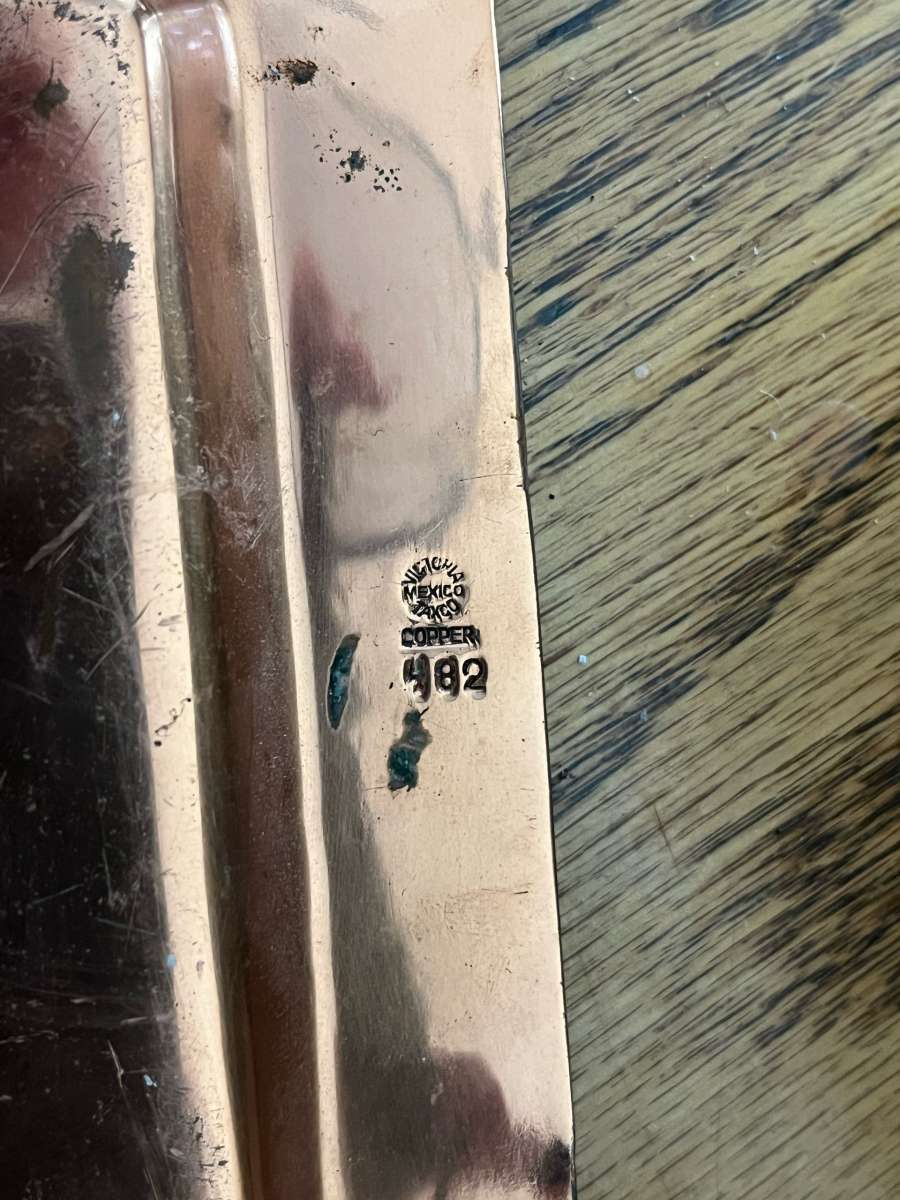 VICTORIA
MEXICO
TAXCO
COPPER
482